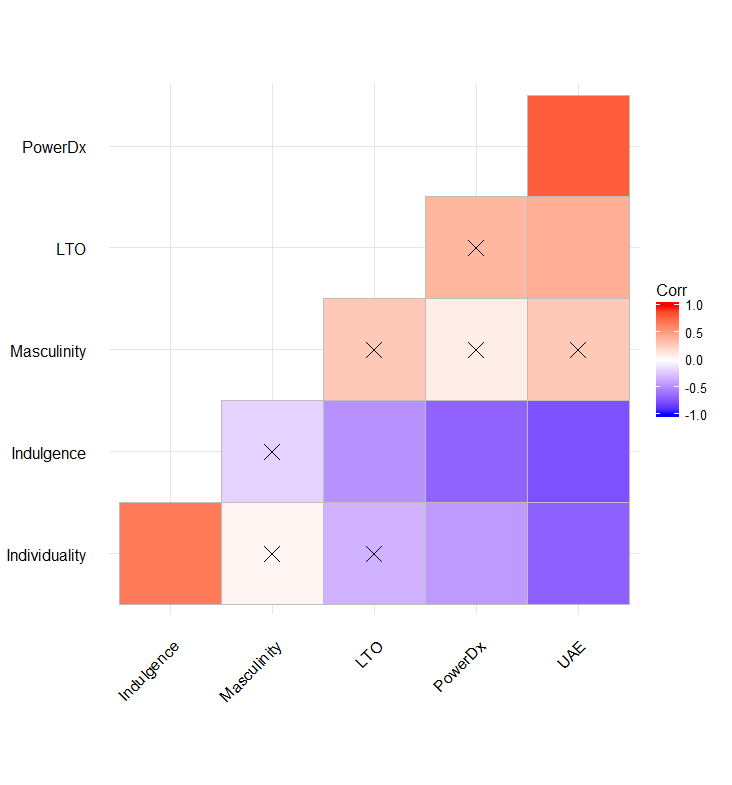 PowerDx
LTO
Masculinity
Indulgence
Individuality
Indulgence
Masculinity
LTO
PowerDx
UAE
Corr
1.0
0.5
0.0
-0.5
-1.0